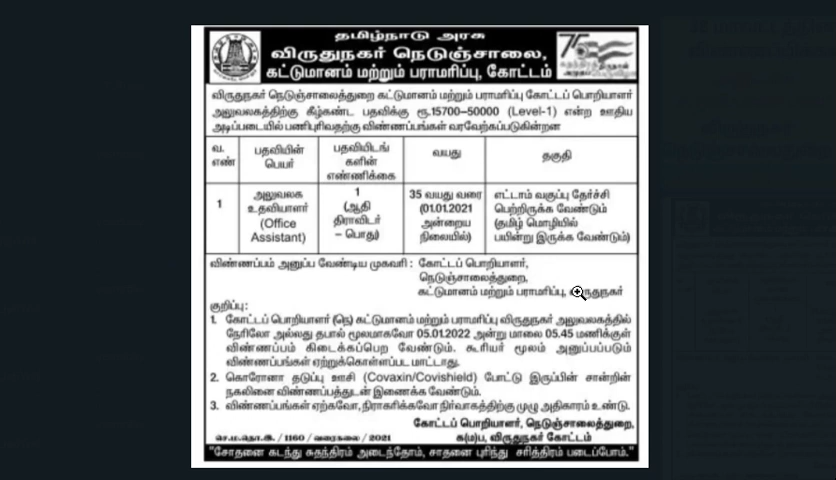 தமிழ்நாடு அரசு
விருதுநகர் நெடுஞ்சாலை,
கட்டுமானம் மற்றும் பராமரிப்பு, கோட்டம்
75
விருதுநகர் நெடுஞ்சாலைத்துறை கட்டுமானம் மற்றும் பராமரிப்பு கோட்டப் பொறியாளர்
அலுவலகத்திற்கு கீழ்கண்ட பதவிக்கு ரூ.15700–50000 (Level-1) என்ற ஊதிய
அடிப்படையில் பணிபுரிவதற்கு விண்ணப்பங்கள் வரவேற்கப்படுகின்றன
வ. எண்
பதவியின் பெயர்
பதவியிடங்களின் எண்ணிக்கை
வயது
தகுதி
1
அலுவலக உதவியாளர் (Office Assistant)
1 (ஆதி திராவிடர் – பொது)
35 வயது வரை (01.01.2021 அன்றைய நிலையில்)
எட்டாம் வகுப்பு தேர்ச்சி பெற்றிருக்க வேண்டும் (தமிழ் மொழியில் பயின்று இருக்க வேண்டும்)
விண்ணப்பம் அனுப்ப வேண்டிய முகவரி : கோட்டப் பொறியாளர்,
நெடுஞ்சாலைத்துறை,
கட்டுமானம் மற்றும் பராமரிப்பு, விருதுநகர்
குறிப்பு :
1. கோட்டப் பொறியாளர் (நெ) கட்டுமானம் மற்றும் பராமரிப்பு விருதுநகர் அலுவலகத்தில்
நேரிலோ அல்லது தபால் மூலமாகவோ 05.01.2022 அன்று மாலை 05.45 மணிக்குள்
விண்ணப்பம் கிடைக்கப்பெற வேண்டும். கூரியர் மூலம் அனுப்பப்படும்
விண்ணப்பங்கள் ஏற்றுக்கொள்ளப்பட மாட்டாது.
2. கொரோனா தடுப்பு ஊசி (Covaxin/Covishield) போட்டு இருப்பின் சான்றின்
நகலினை விண்ணப்பத்துடன் இணைக்க வேண்டும்.
3. விண்ணப்பங்கள் ஏற்கவோ, நிராகரிக்கவோ நிர்வாகத்திற்கு முழு அதிகாரம் உண்டு.
கோட்டப் பொறியாளர், நெடுஞ்சாலைத்துறை,
செ.ம.தொ.இ. / 1160 / வரைகலை / 2021
க(ம)ப, விருதுநகர் கோட்டம்
"சோதனை கடந்து சுதந்திரம் அடைந்தோம், சாதனை புரிந்து சரித்திரம் படைப்போம்."